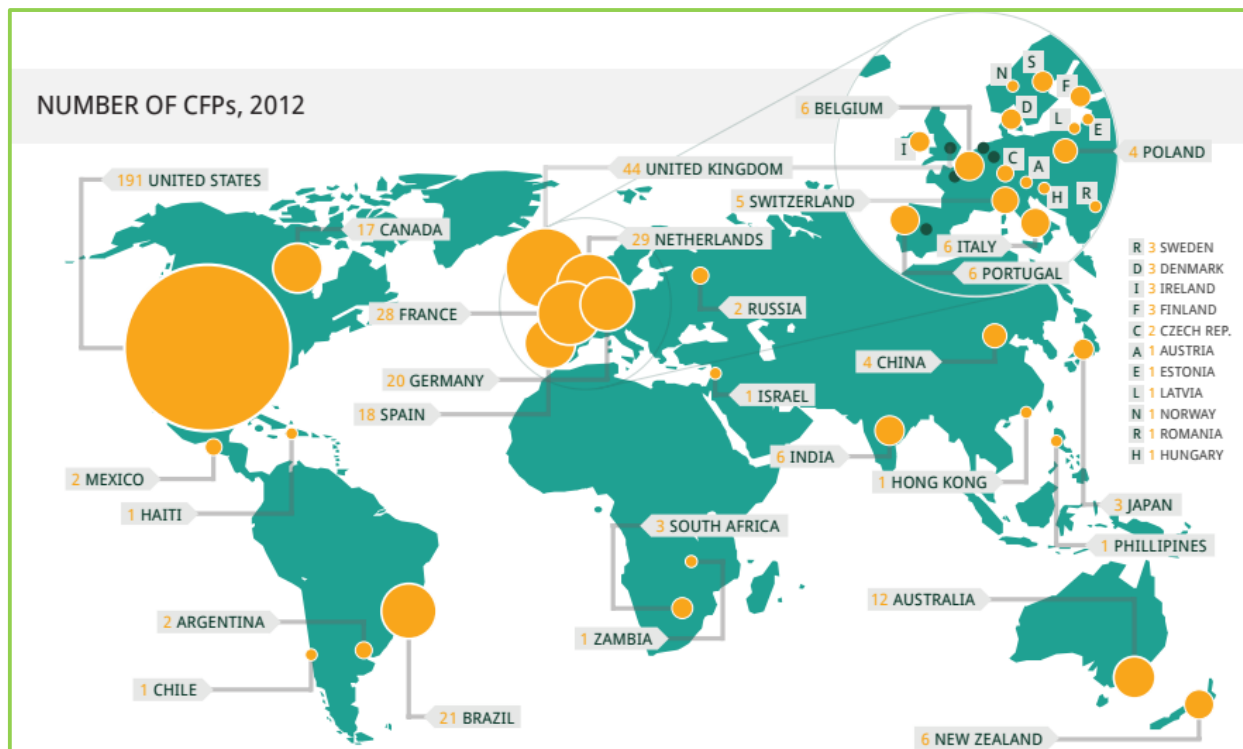 NUMBER OF CFPs, 2012
N
S
F
D
L
E
I
C
A
H
R
6 BELGIUM
4 POLAND
191 UNITED STATES
44 UNITED KINGDOM
5 SWITZERLAND
17 CANADA
29 NETHERLANDS
6 ITALY
6 PORTUGAL
28 FRANCE
2 RUSSIA
20 GERMANY
4 CHINA
18 SPAIN
1 ISRAEL
R 3 SWEDEN
D 3 DENMARK
I 3 IRELAND
F 3 FINLAND
C 2 CZECH REP.
A 1 AUSTRIA
E 1 ESTONIA
L 1 LATVIA
N 1 NORWAY
R 1 ROMANIA
H 1 HUNGARY
2 MEXICO
6 INDIA
1 HONG KONG
1 HAITI
3 SOUTH AFRICA
3 JAPAN
1 PHILLIPINES
2 ARGENTINA
1 ZAMBIA
12 AUSTRALIA
1 CHILE
21 BRAZIL
6 NEW ZEALAND